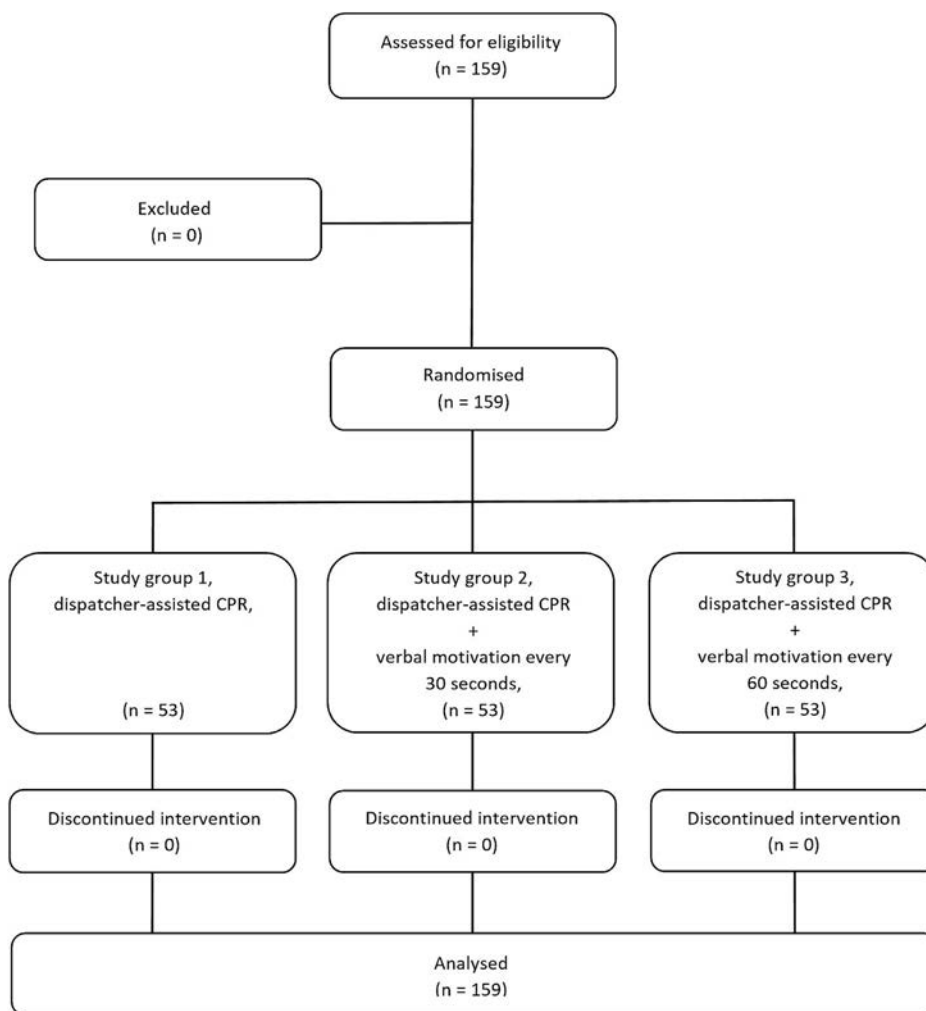 Assessed for eligibility
(n = 159)
Excluded
(n = 0)
Randomised
(n = 159)
Study group 1,
dispatcher-assisted CPR,
(n = 53)
Study group 2,
dispatcher-assisted CPR
+
verbal motivation every
30 seconds,
(n = 53)
Study group 3,
dispatcher-assisted CPR
+
verbal motivation every
60 seconds,
(n = 53)
Discontinued intervention
(n = 0)
Discontinued intervention
(n = 0)
Discontinued intervention
(n = 0)
Analysed
(n = 159)